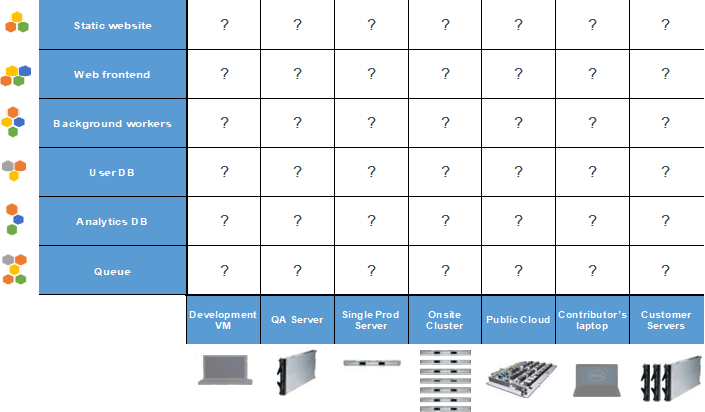 Static website ? ? ? ? ? ? ?
Web frontend ? ? ? ? ? ? ?
Background workers ? ? ? ? ? ? ?
User DB ? ? ? ? ? ? ?
Analytics DB ? ? ? ? ? ? ?
Queue ? ? ? ? ? ? ?
Development VM
QA Server
Single Prod Server
Onsite Cluster
Public Cloud
Contributor's laptop
Customer Servers